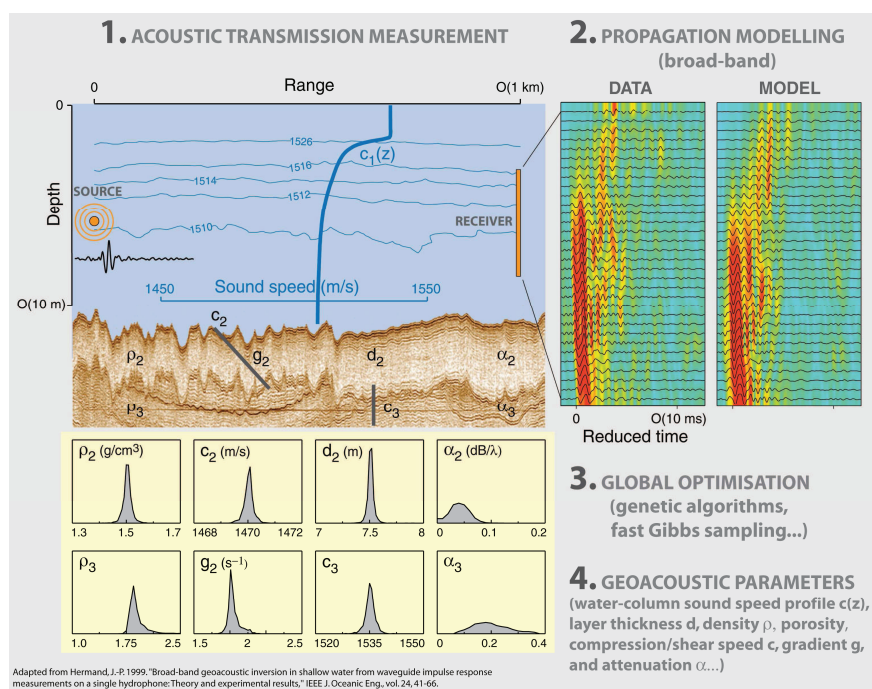 1. ACOUSTIC TRANSMISSION MEASUREMENT
0 Range O(1 km)
0
Depth
O(10 m)
1526
c1(z)
1516
1514
1512
SOURCE
RECEIVER
1510
1450 Sound speed (m/s) 1550
c2
ρ2 g2 d2 α2
ρ3 c3 α3
2. PROPAGATION MODELLING
(broad-band)
DATA MODEL
0 O(10 ms)
Reduced time
ρ2 (g/cm3) c2 (m/s) d2 (m) α2 (dB/λ)
1.3 1.5 1.7 1468 1470 1472 7 7.5 8 0 0.1 0.2
ρ3 g2 (s−1) c3 α3
1.0 1.75 2.5 1.5 2 2.5 1520 1535 1550 0 0.2 0.4
3. GLOBAL OPTIMISATION
(genetic algorithms,
fast Gibbs sampling...)
4. GEOACOUSTIC PARAMETERS
(water-column sound speed profile c(z),
layer thickness d, density ρ, porosity,
compression/shear speed c, gradient g,
and attenuation α...)
Adapted from Hermand, J.-P. 1999. "Broad-band geoacoustic inversion in shallow water from waveguide impulse response
measurements on a single hydrophone: Theory and experimental results," IEEE J. Oceanic Eng., vol. 24, 41-66.